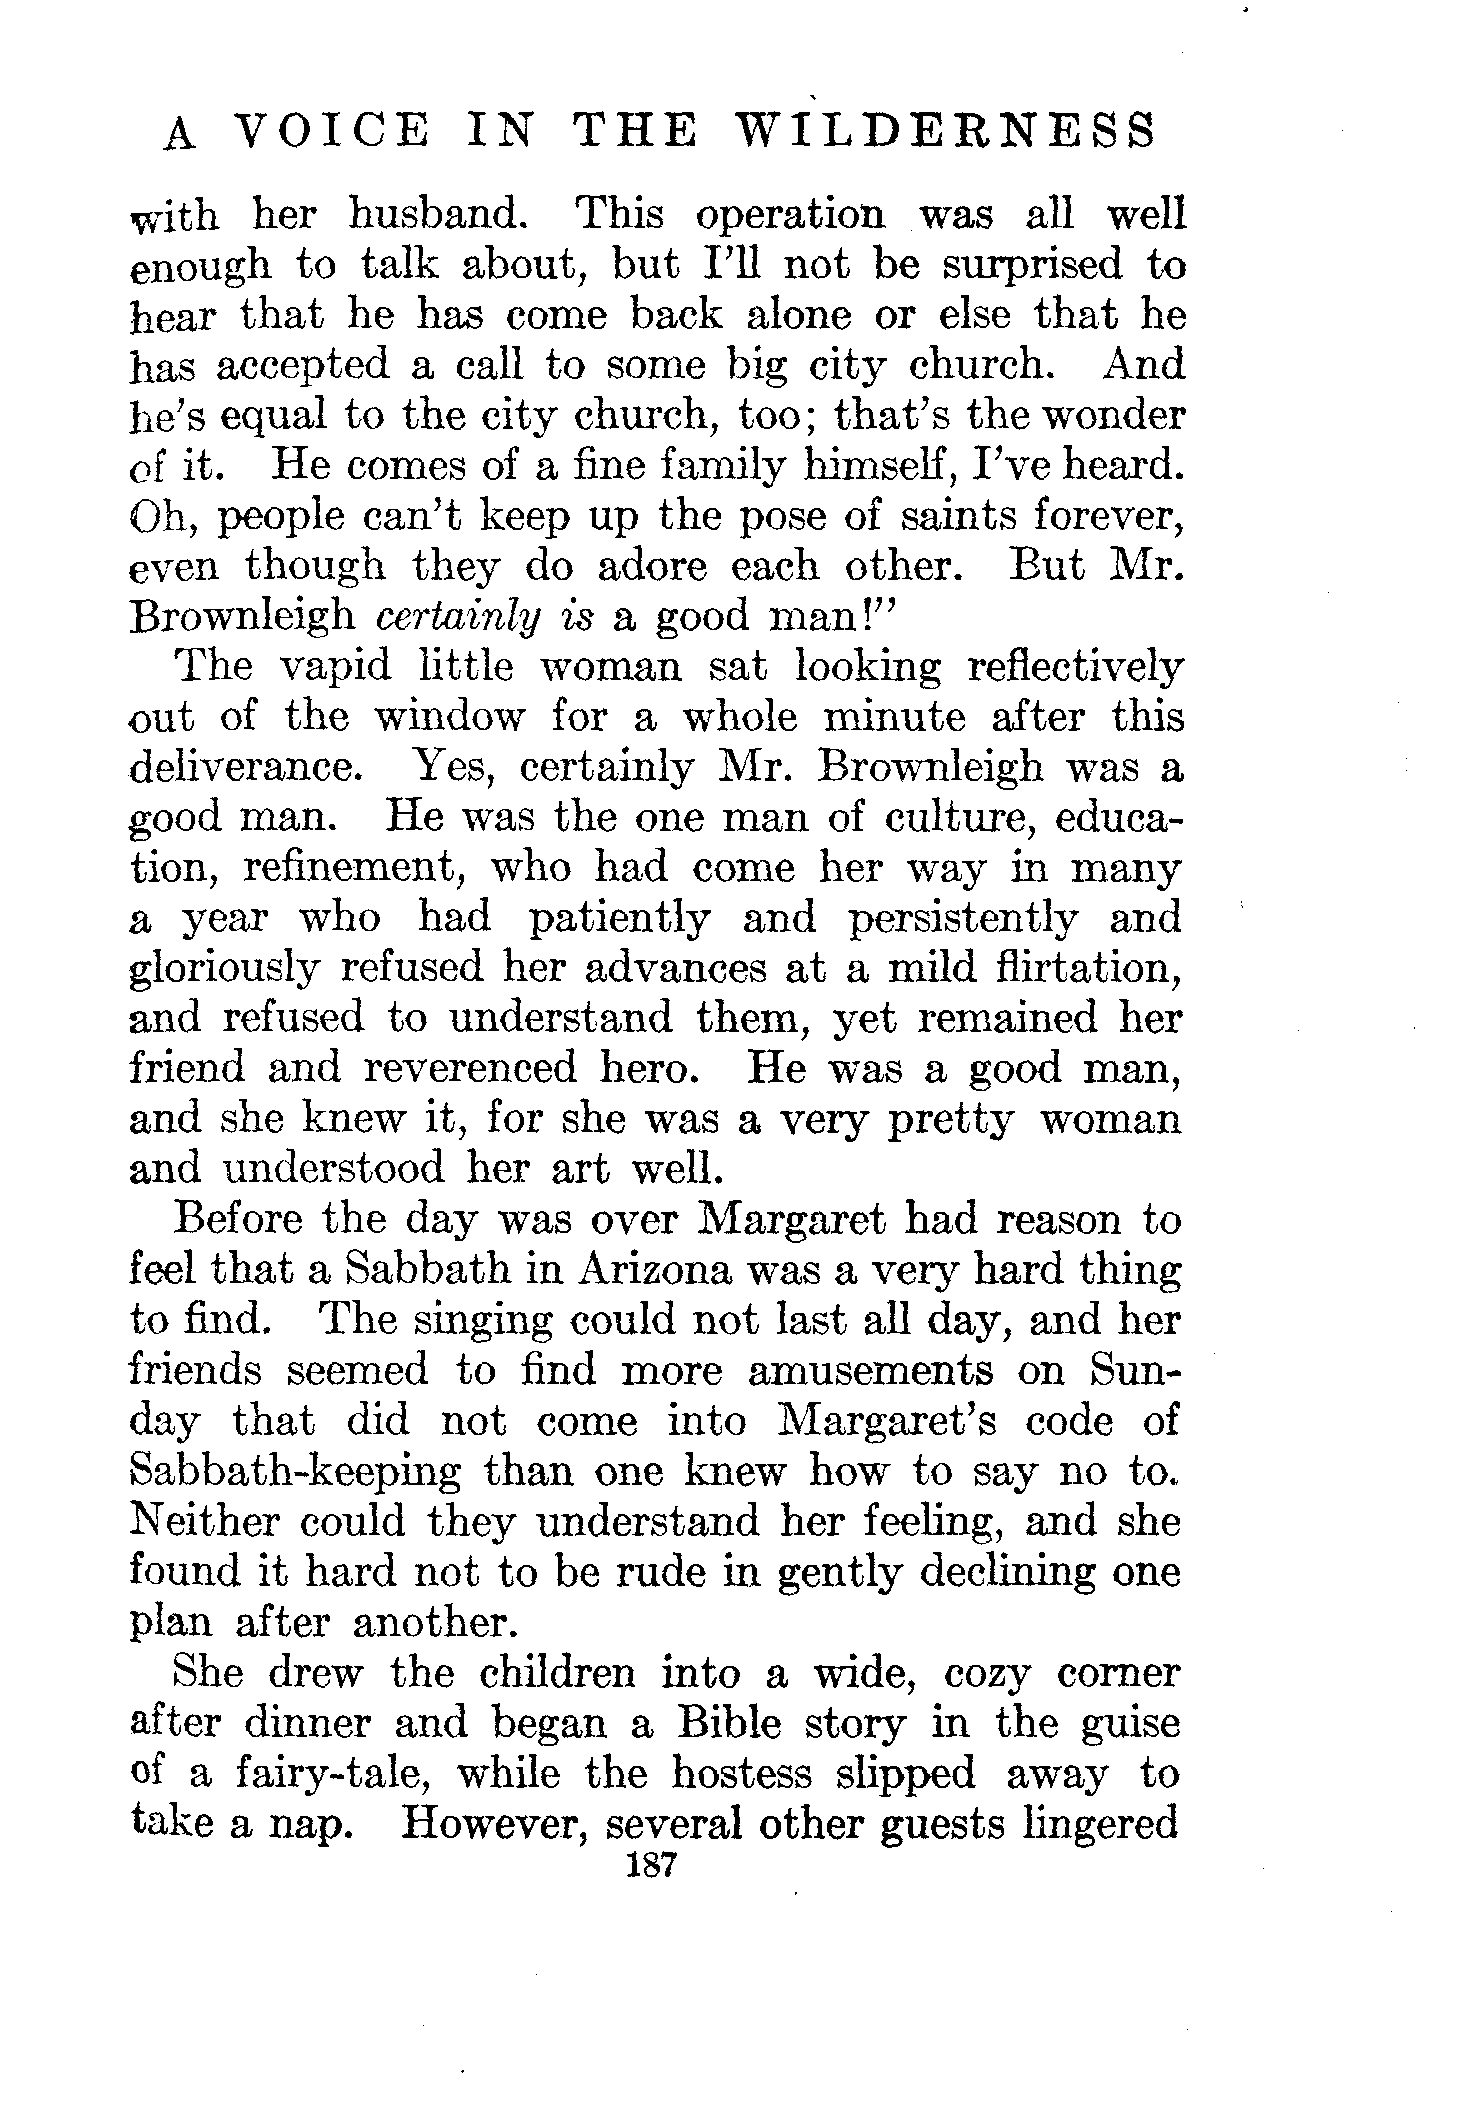 A VOICE IN THE WILDERNESS
with her husband. This operation was all well
enough to talk about, but I'll not be surprised to
hear that he has come back alone or else that he
has accepted a call to some big city church. And
he's equal to the city church, too; that's the wonder
of it. He comes of a fine family himself, I've heard.
Oh, people can't keep up the pose of saints forever,
even though they do adore each other. But Mr.
Brownleigh certainly is a good man!"
The vapid little woman sat looking reflectively
out of the window for a whole minute after this
deliverance. Yes, certainly Mr. Brownleigh was a
good man. He was the one man of culture, educa-
tion, refinement, who had come her way in many
a year who had patiently and persistently and
gloriously refused her advances at a mild flirtation,
and refused to understand them, yet remained her
friend and reverenced hero. He was a good man,
and she knew it, for she was a very pretty woman
and understood her art well.
Before the day was over Margaret had reason to
feel that a Sabbath in Arizona was a very hard thing
to find. The singing could not last all day, and her
friends seemed to find more amusements on Sun-
day that did not come into Margaret's code of
Sabbath-keeping than one knew how to say no to.
Neither could they understand her feeling, and she
found it hard not to be rude in gently declining one
plan after another.
She drew the children into a wide, cozy corner
after dinner and began a Bible story in the guise
of a fairy-tale, while the hostess slipped away to
take a nap. However, several other guests lingered
187